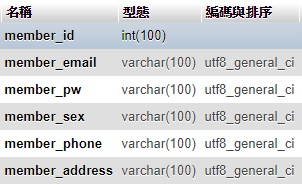 名稱 型態 編碼與排序
member_id int(100)
member_email varchar(100) utf8_general_ci
member_pw varchar(100) utf8_general_ci
member_sex varchar(100) utf8_general_ci
member_phone varchar(100) utf8_general_ci
member_address varchar(100) utf8_general_ci